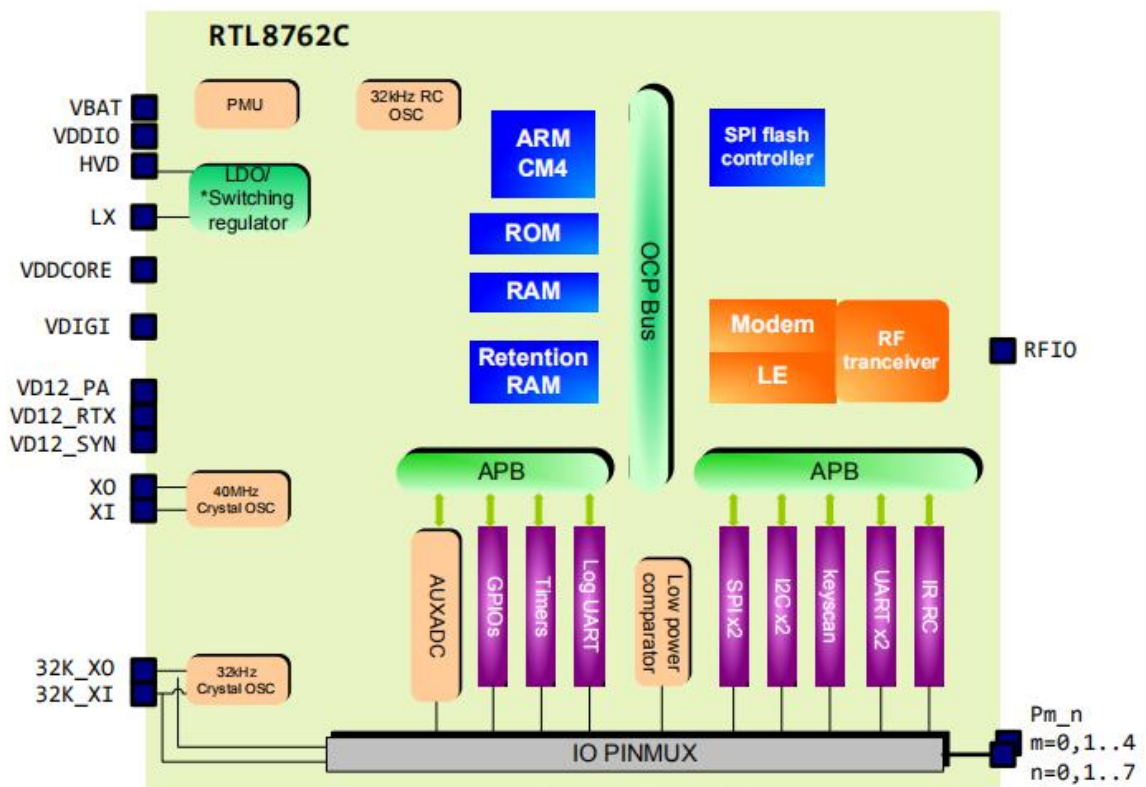 RTL8762C
VBAT
VDDIO
HVD
LX
VDDCORE
VDIGI
VD12_PA
VD12_RTX
VD12_SYN
XO
XI
32K_XO
32K_XI
PMU
32kHz RC
OSC
LDO/
*Switching
regulator
ARM
CM4
ROM
RAM
Retention
RAM
OCP Bus
SPI flash
controller
Modem
LE
RF
tranceiver
RFIO
40MHz
Crystal OSC
32kHz
Crystal OSC
APB
APB
AUXADC
GPIOs
Timers
Log UART
Low power
comparator
SPI x2
I2C x2
keyscan
UART x2
IR RC
IO PINMUX
Pm_n
m=0,1..4
n=0,1..7